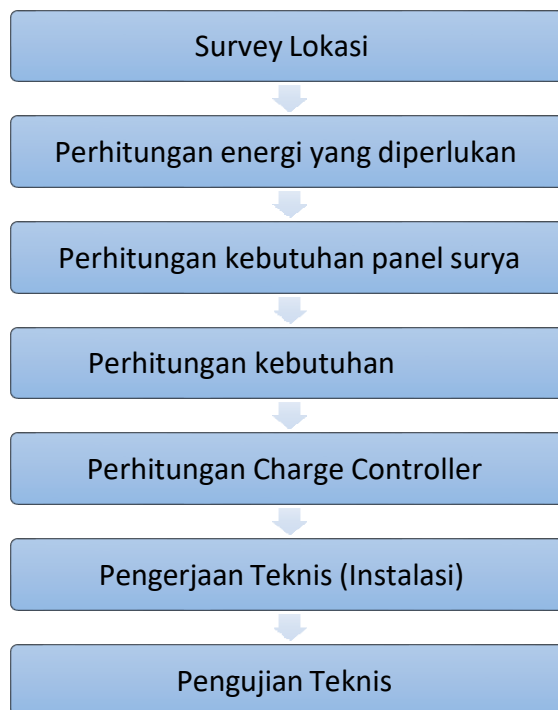 Survey Lokasi
Perhitungan energi yang diperlukan
Perhitungan kebutuhan panel surya
Perhitungan kebutuhan
Perhitungan Charge Controller
Pengerjaan Teknis (Instalasi)
Pengujian Teknis